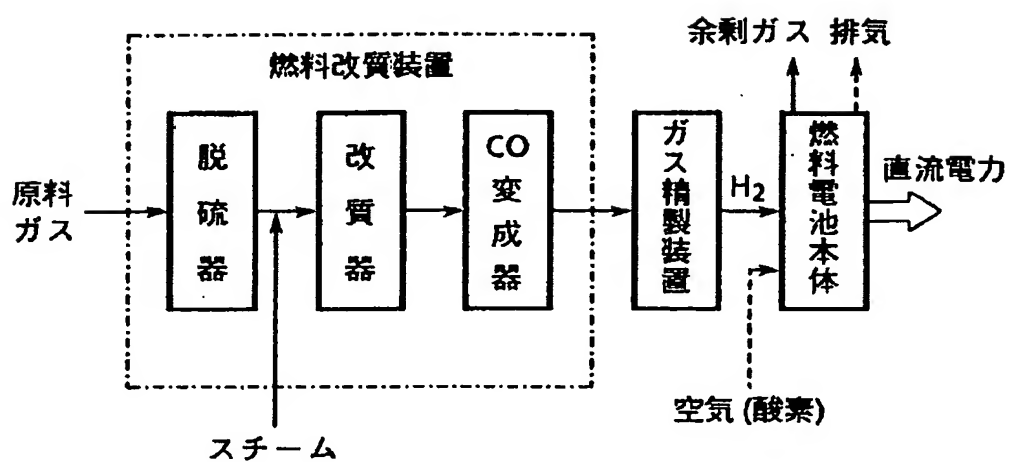 余剰ガス 排気
燃料改質装置
原料
ガス
脱硫器
改質器
CO変成器
ガス精製装置
H2
燃料電池本体
直流電力
空気(酸素)
スチーム